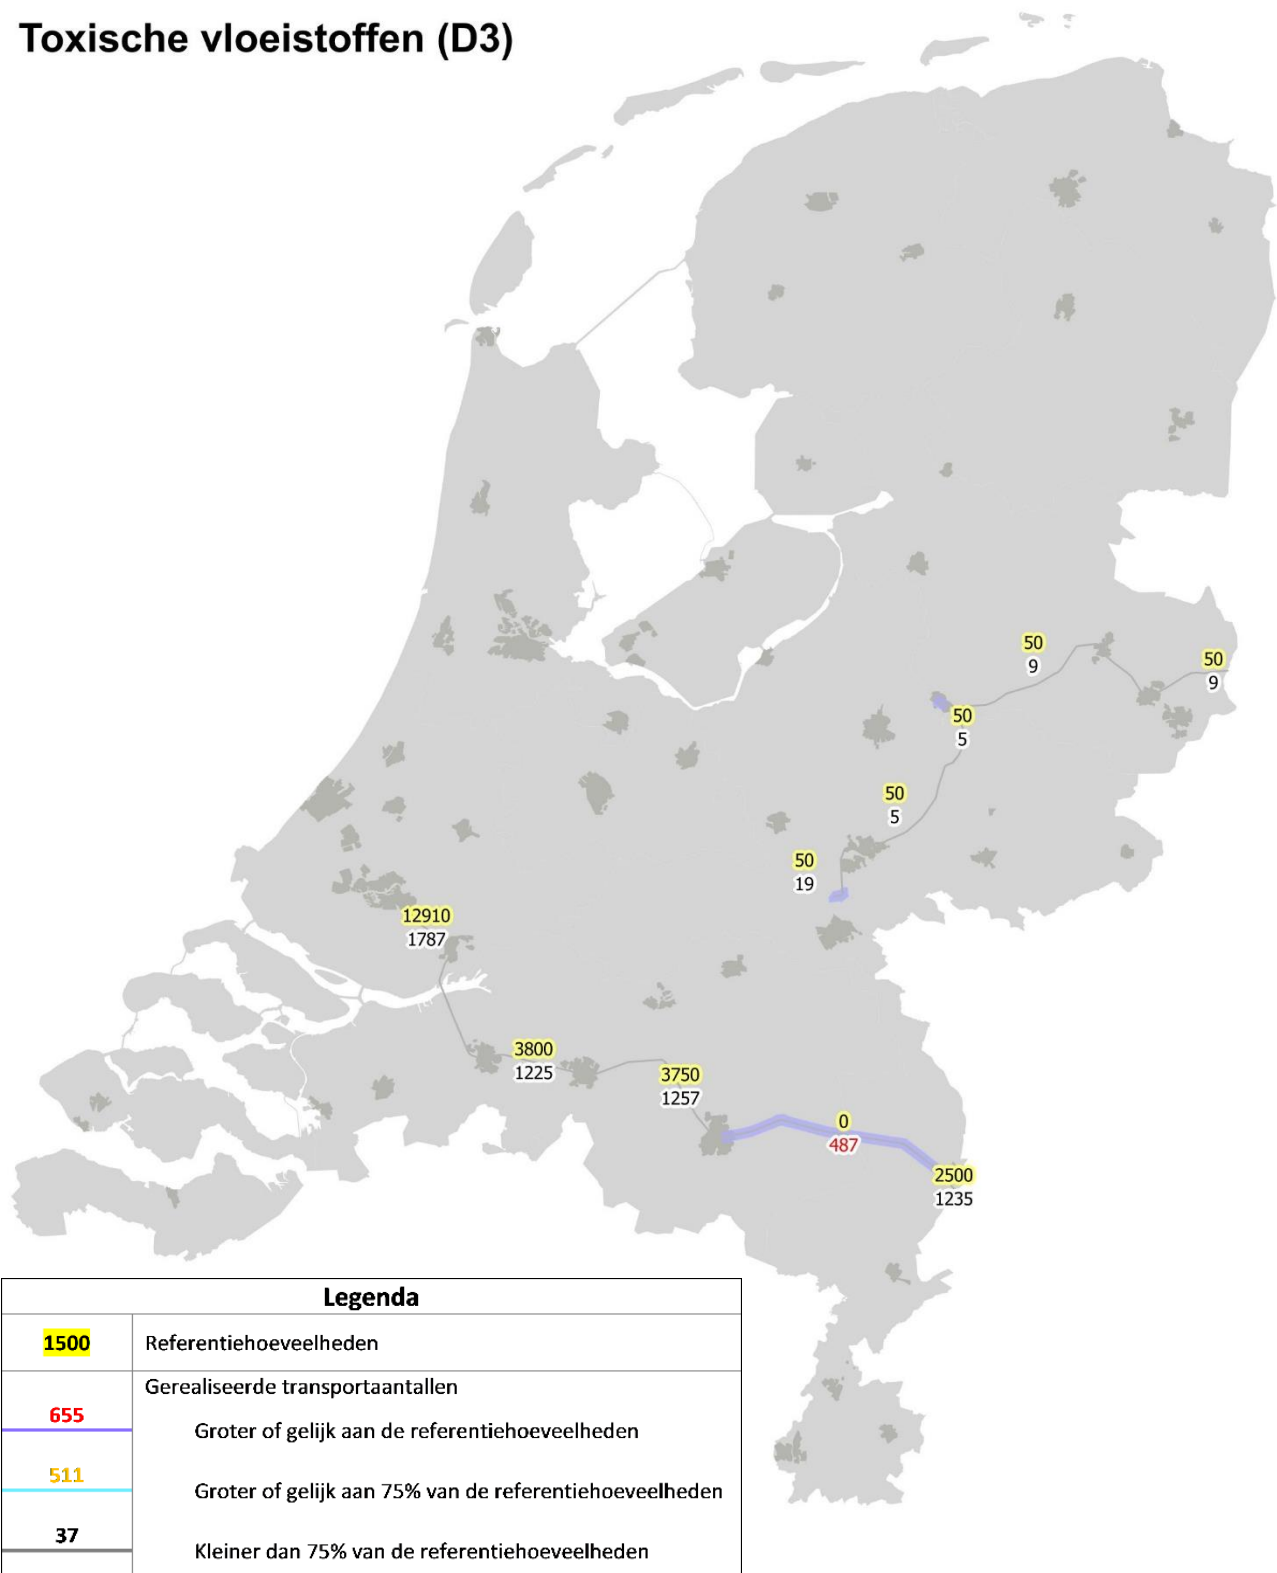 Toxische vloeistoffen (D3)
50
9
50
9
50
5
50
5
50
19
12910
1787
3800
1225
3750
1257
0
487
2500
1235
Legenda
1500 Referentiehoeveelheden
Gerealiseerde transportaantallen
655 Groter of gelijk aan de referentiehoeveelheden
511 Groter of gelijk aan 75% van de referentiehoeveelheden
37 Kleiner dan 75% van de referentiehoeveelheden